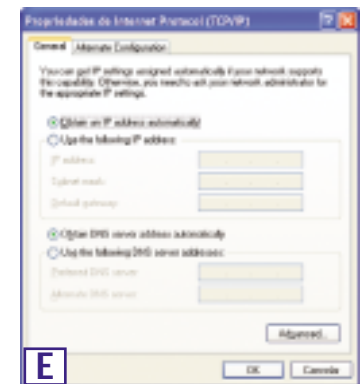 Propriedades de Internet Protocol (TCP/IP)
General
Alternate Configuration
You can get IP settings assigned automatically if your network supports
this capability. Otherwise, you need to ask your network administrator for
the appropriate IP settings.
Obtain an IP address automatically
Use the following IP address:
IP address:
Subnet mask:
Default gateway:
Obtain DNS server address automatically
Use the following DNS server addresses:
Preferred DNS server:
Alternate DNS server:
Advanced...
E
OK
Cancela